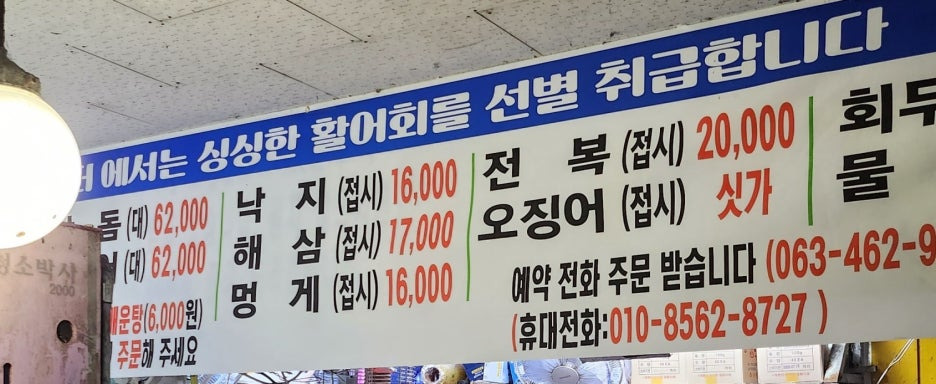 에서는 싱싱한 활어회를 선별 취급합니다
돔 (대) 62,000
(대) 62,000
매운탕(6,000원)
주문해 주세요
낙 지 (접시) 16,000
해 삼 (접시) 17,000
멍 게 (접시) 16,000
전 복 (접시) 20,000
오징어 (접시) 싯가
회무
물
예약 전화 주문 받습니다 (063-462-9
(휴대전화:010-8562-8727 )
청소박사
2000